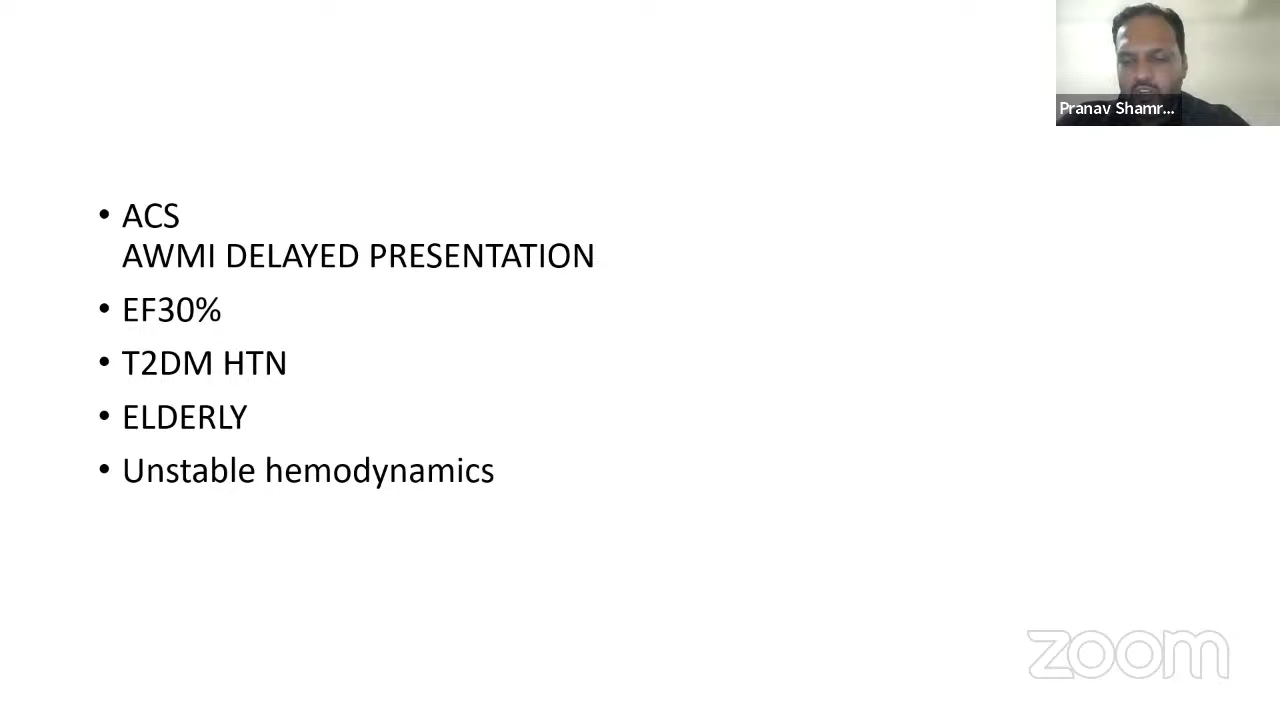 Pranav Shamr...
• ACS
AWMI DELAYED PRESENTATION
• EF30%
• T2DM HTN
• ELDERLY
• Unstable hemodynamics
zoom